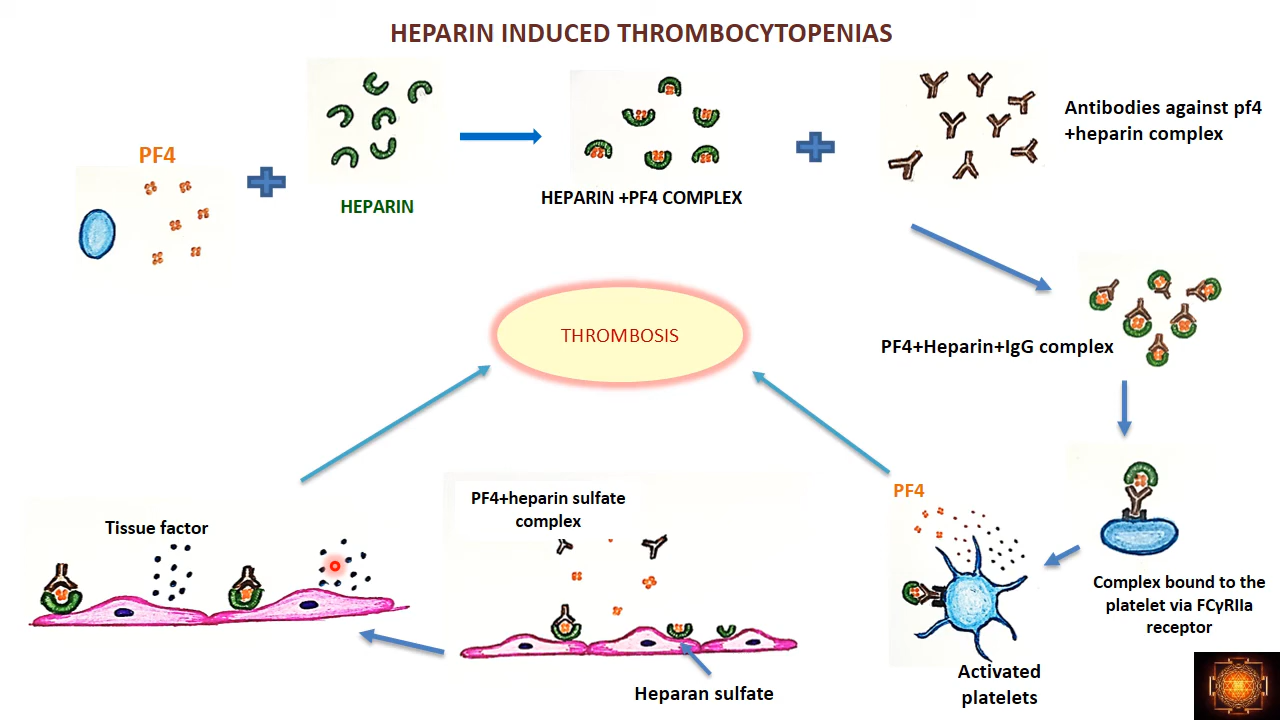 HEPARIN INDUCED THROMBOCYTOPENIAS
PF4
HEPARIN
HEPARIN +PF4 COMPLEX
Antibodies against pf4
+heparin complex
THROMBOSIS
PF4+Heparin+IgG complex
PF4
Complex bound to the
platelet via FCγRIIa
receptor
Activated
platelets
PF4+heparin sulfate
complex
Heparan sulfate
Tissue factor